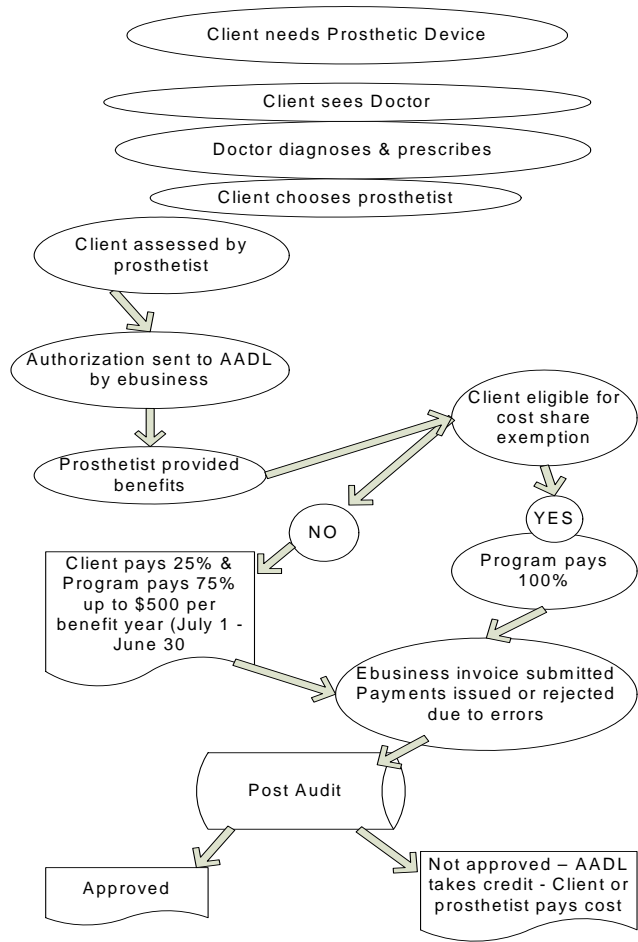 Client needs Prosthetic Device
Client sees Doctor
Doctor diagnoses & prescribes
Client chooses prosthetist
Client assessed by
prosthetist
Authorization sent to AADL
by ebusiness
Prosthetist provided
benefits
Client eligible for
cost share
exemption
NO
YES
Client pays 25% &
Program pays 75%
up to $500 per
benefit year (July 1 -
June 30
Program pays
100%
Ebusiness invoice submitted
Payments issued or rejected
due to errors
Post Audit
Approved
Not approved – AADL
takes credit - Client or
prosthetist pays cost